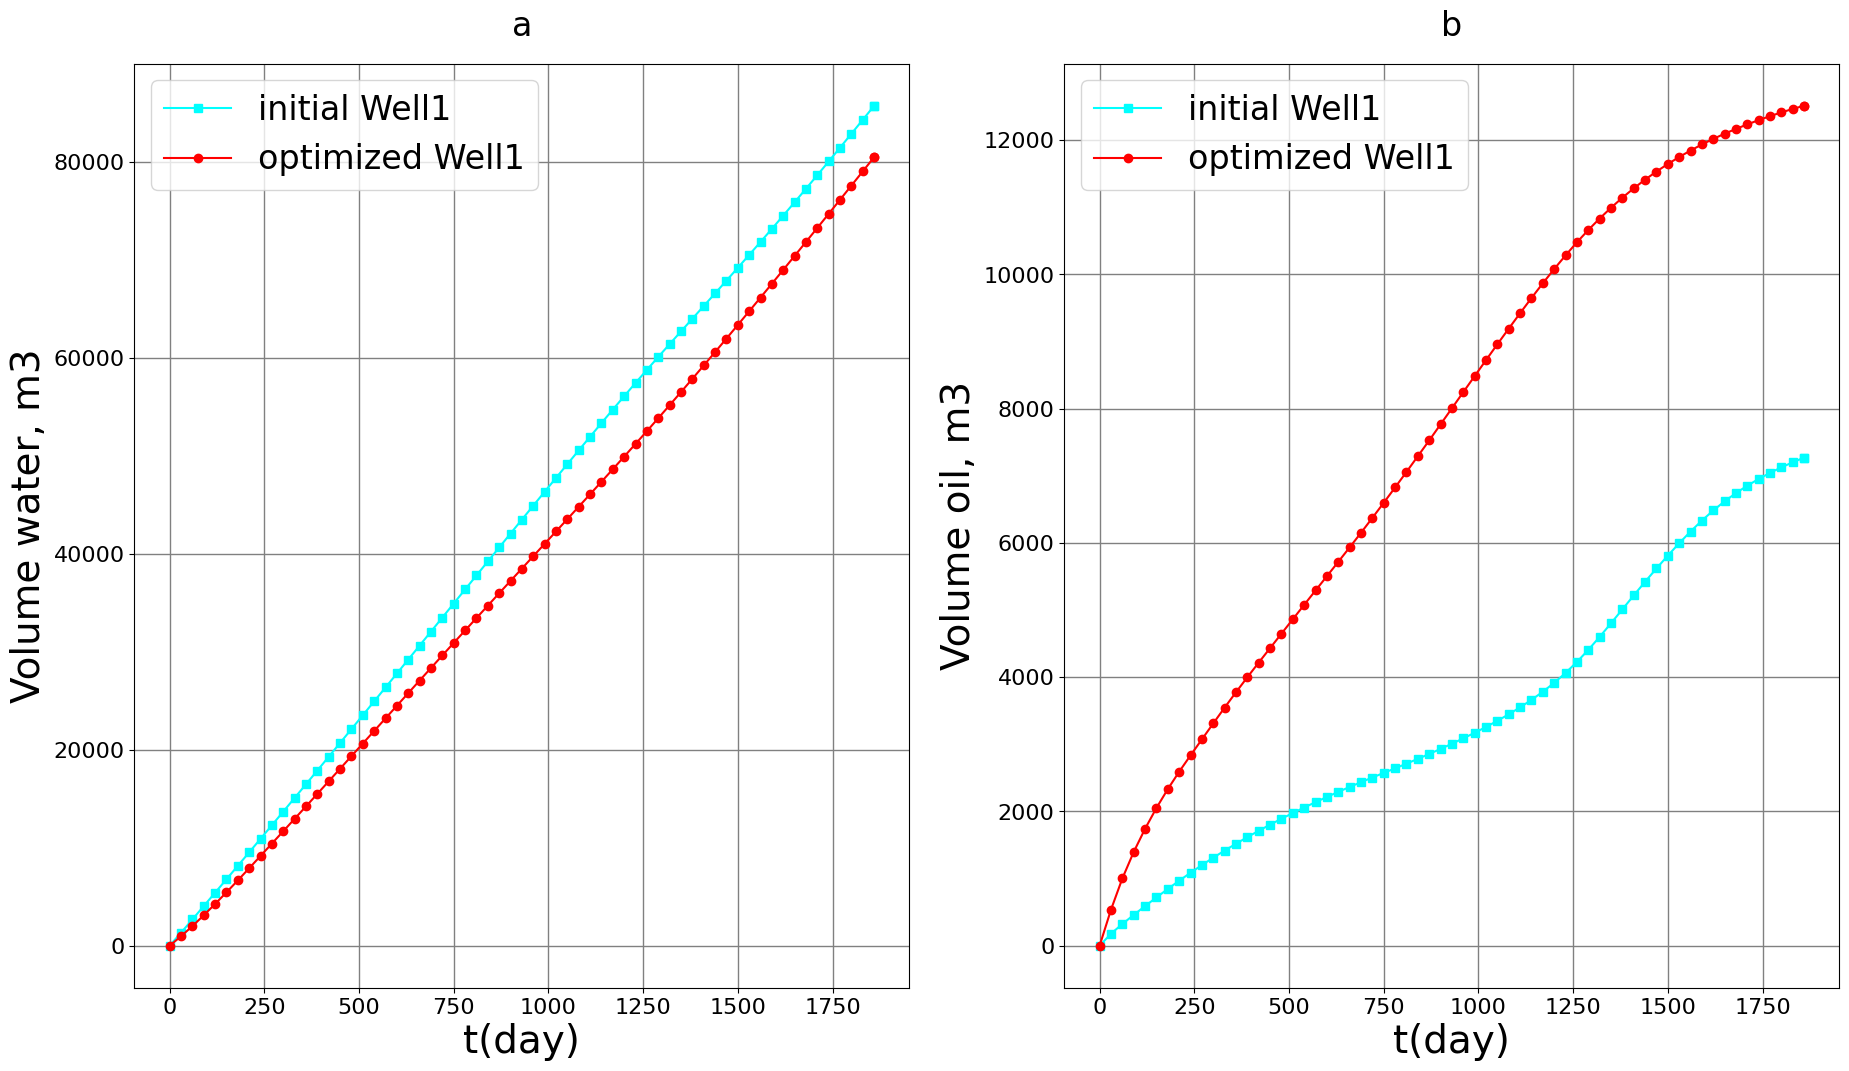 a
initial Well1
optimized Well1
80000
60000
40000
20000
0
Volume water, m3
0 250 500 750 1000 1250 1500 1750
t(day)
b
initial Well1
optimized Well1
12000
10000
8000
6000
4000
2000
0
Volume oil, m3
0 250 500 750 1000 1250 1500 1750
t(day)